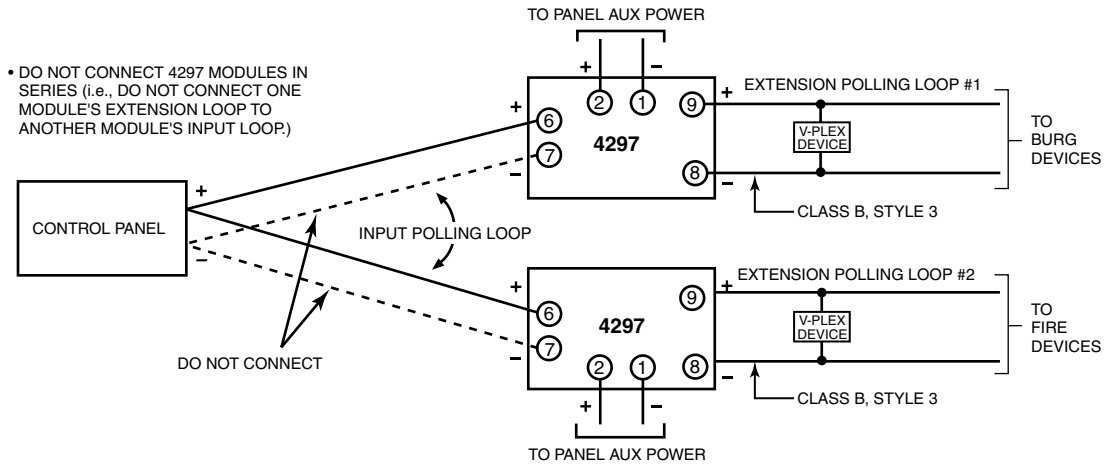 TO PANEL AUX POWER
• DO NOT CONNECT 4297 MODULES IN
SERIES (i.e., DO NOT CONNECT ONE
MODULE'S EXTENSION LOOP TO
ANOTHER MODULE'S INPUT LOOP.)
+ –
2 1 9
+ 6
7
–
4297
8
+ EXTENSION POLLING LOOP #1
V-PLEX
DEVICE
–
CLASS B, STYLE 3
TO
BURG
DEVICES
CONTROL PANEL
+
–
INPUT POLLING LOOP
DO NOT CONNECT
+ 6
7
–
4297
9
8
2 1
+ –
TO PANEL AUX POWER
EXTENSION POLLING LOOP #2
+
V-PLEX
DEVICE
–
CLASS B, STYLE 3
TO
FIRE
DEVICES